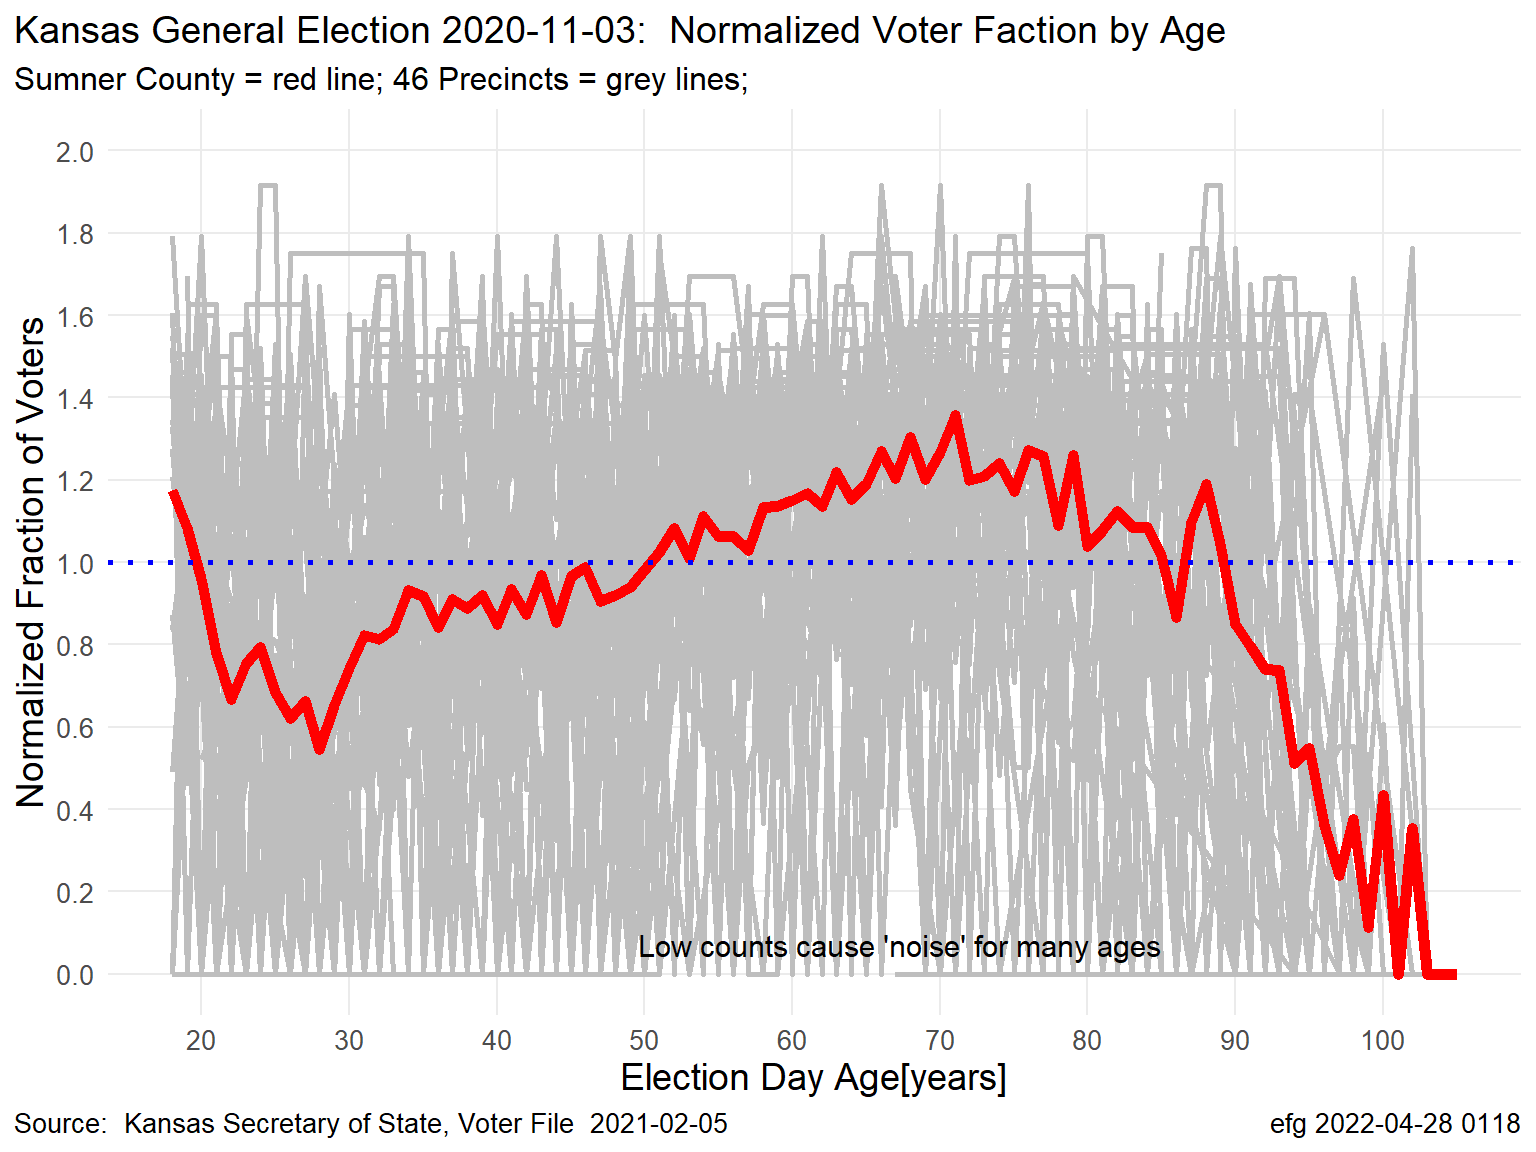 Kansas General Election 2020-11-03:  Normalized Voter Faction by Age
Sumner County = red line; 46 Precincts = grey lines;
Normalized Fraction of Voters
2.0
1.8
1.6
1.4
1.2
1.0
0.8
0.6
0.4
0.2
0.0
Low counts cause 'noise' for many ages
20 30 40 50 60 70 80 90 100
Election Day Age[years]
Source:  Kansas Secretary of State, Voter File  2021-02-05
efg 2022-04-28 0118